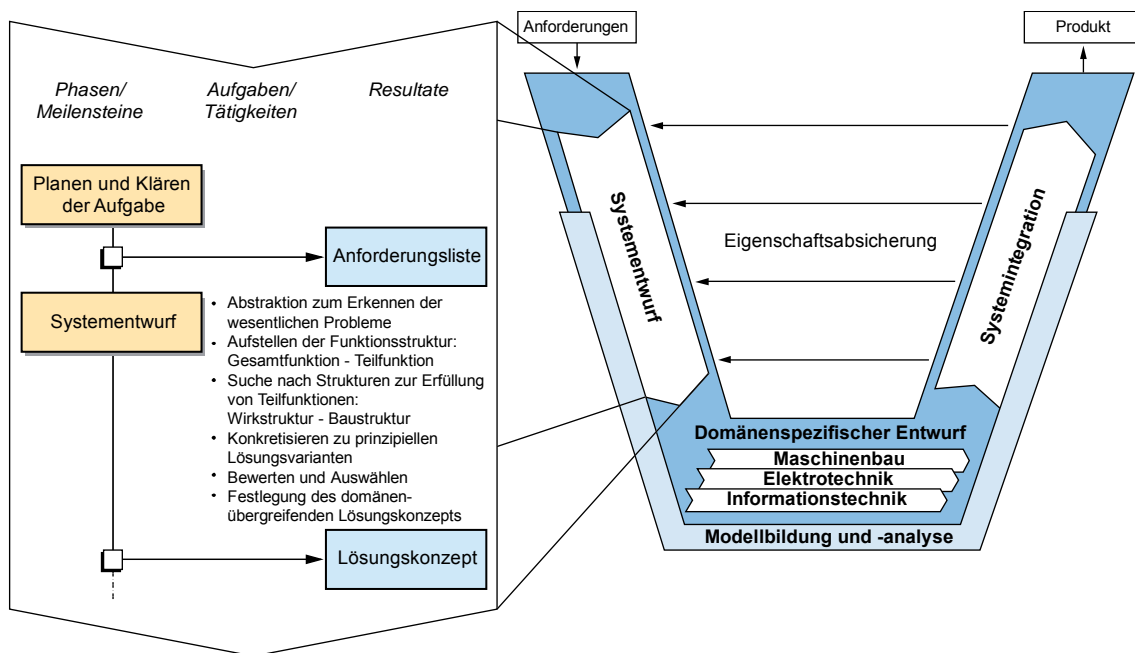 Phasen/
Meilensteine
Aufgaben/
Tätigkeiten
Resultate
Planen und Klären
der Aufgabe
Anforderungsliste
Systementwurf
• Abstraktion zum Erkennen der
wesentlichen Probleme
• Aufstellen der Funktionsstruktur:
Gesamtfunktion - Teilfunktion
• Suche nach Strukturen zur Erfüllung
von Teilfunktionen:
Wirkstruktur - Baustruktur
• Konkretisieren zu prinzipiellen
Lösungsvarianten
• Bewerten und Auswählen
• Festlegung des domänen-
übergreifenden Lösungskonzepts
Lösungskonzept
Anforderungen
Produkt
Systementwurf
Eigenschaftsabsicherung
Systemintegration
Domänenspezifischer Entwurf
Maschinenbau
Elektrotechnik
Informationstechnik
Modellbildung und -analyse